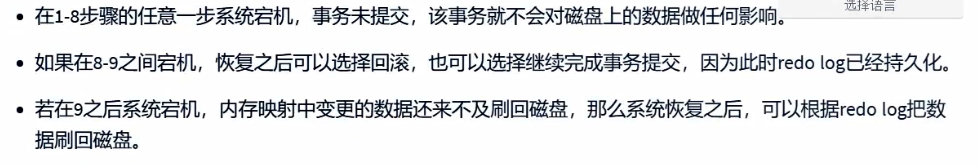 选择语言
• 在1-8步骤的任意一步系统宕机，事务未提交，该事务就不会对磁盘上的数据做任何影响。
• 如果在8-9之间宕机，恢复之后可以选择回滚，也可以选择继续完成事务提交，因为此时redo log已经持久化。
• 若在9之后系统宕机，内存映射中变更的数据还来不及刷回磁盘，那么系统恢复之后，可以根据redo log把数
据刷回磁盘。